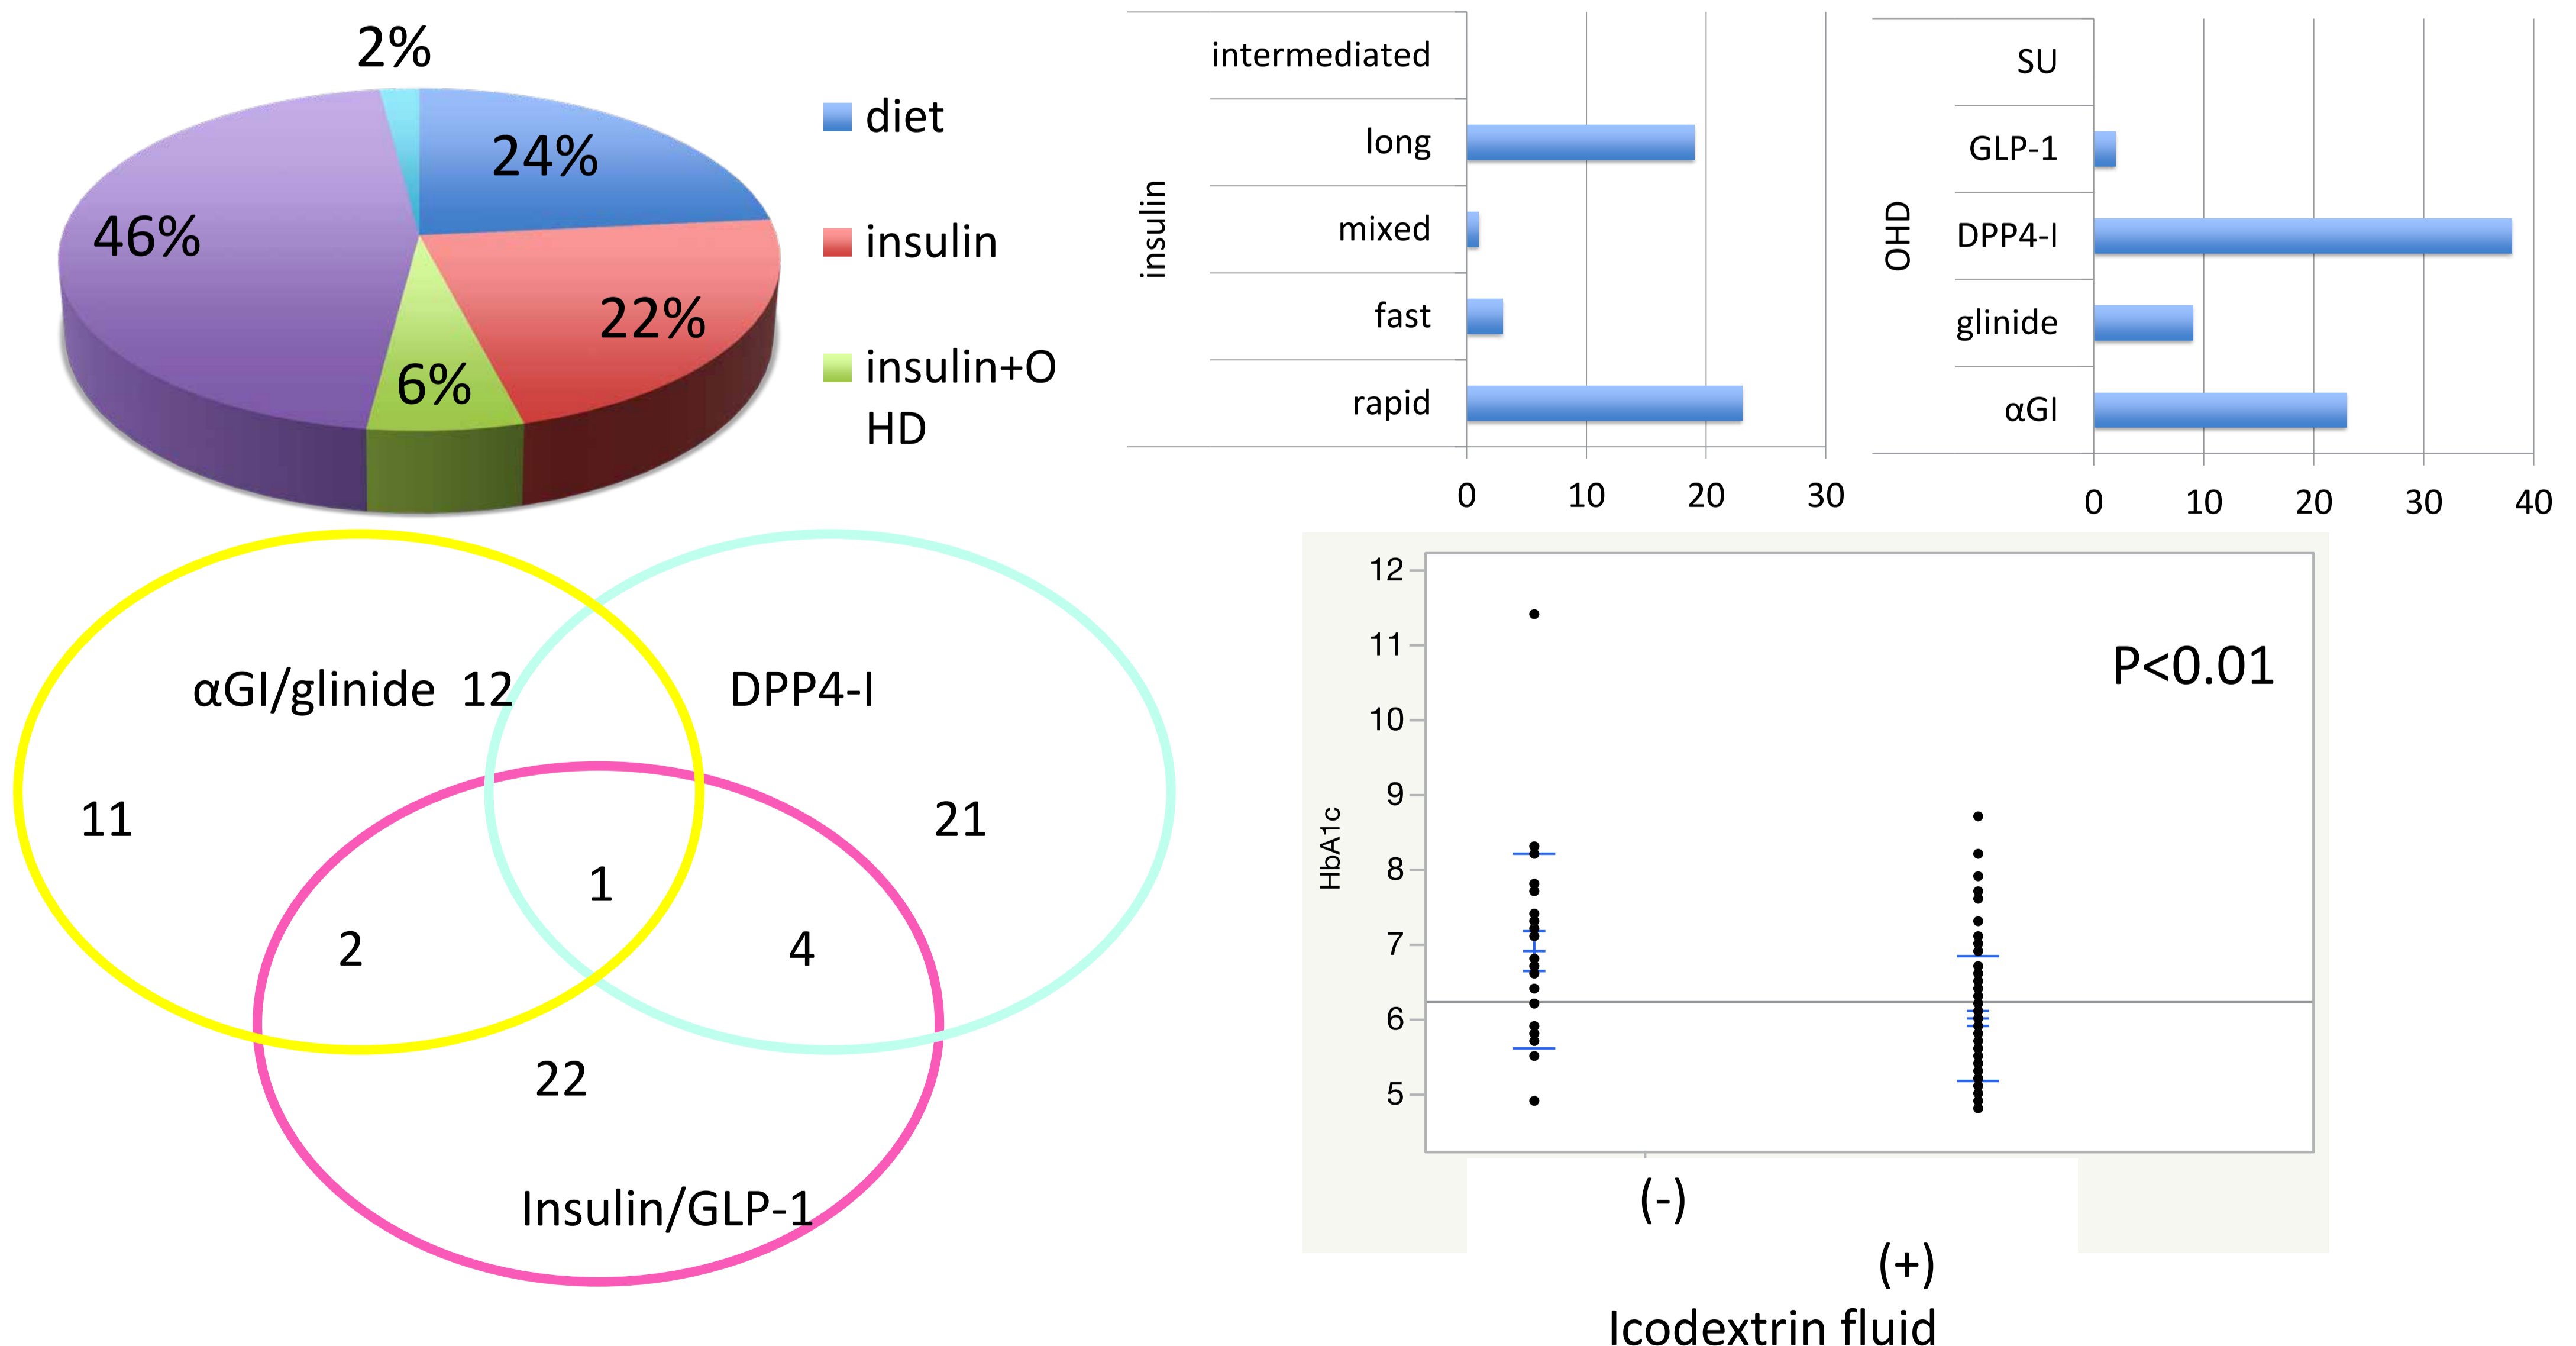 2%
24%
46%
22%
6%
diet
insulin
insulin+O
HD
insulin
intermediated
long
mixed
fast
rapid
0 10 20 30
OHD
SU
GLP-1
DPP4-I
glinide
αGI
0 10 20 30 40
αGI/glinide 12
DPP4-I
11
21
1
2
4
22
Insulin/GLP-1
HbA1c
12
11
10
9
8
7
6
5
P<0.01
(-)
(+)
Icodextrin fluid